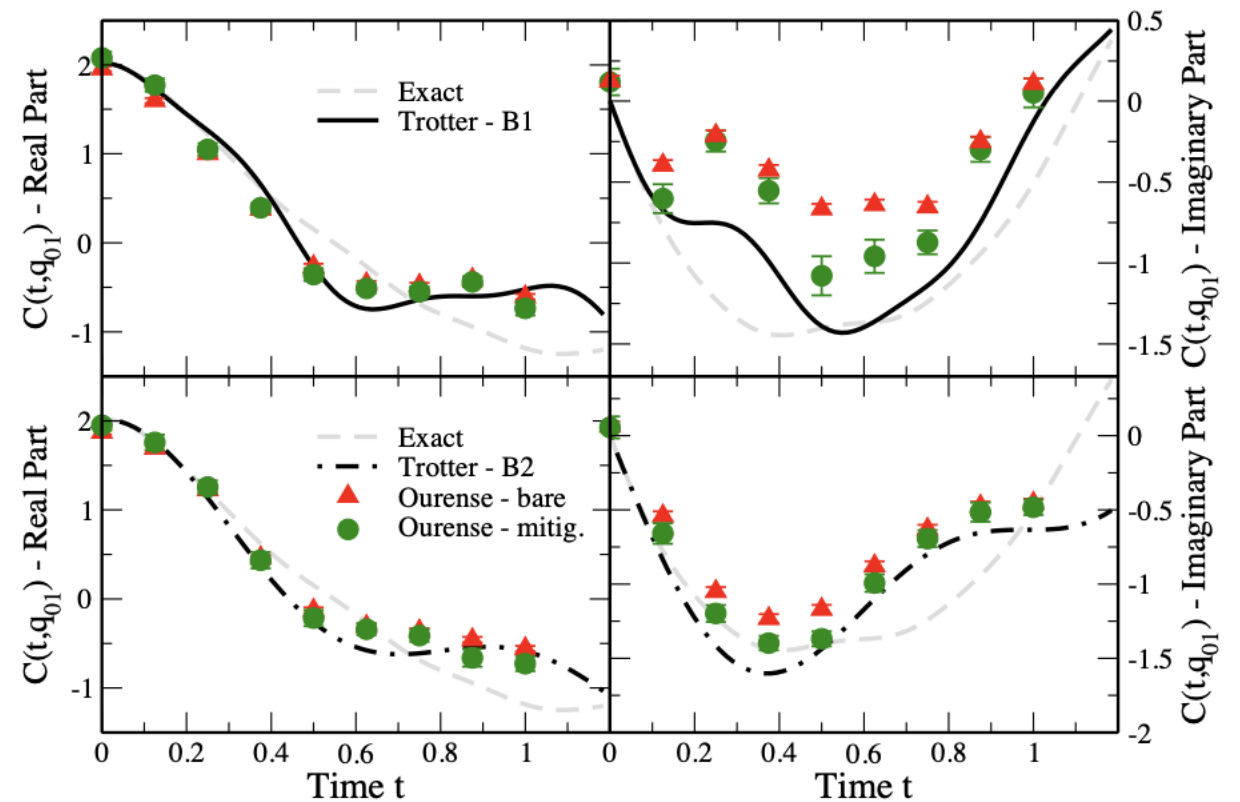 C(t,q01) - Real Part
2
1
0
-1
Exact
Trotter - B1
0.5
0
-0.5
-1
-1.5
C(t,q01) - Imaginary Part
C(t,q01) - Real Part
2
1
0
-1
Exact
Trotter - B2
Ourense - bare
Ourense - mitig.
0
-0.5
-1
-1.5
-2
C(t,q01) - Imaginary Part
0 0.2 0.4 0.6 0.8 1 0.2 0.4 0.6 0.8 1
Time t Time t